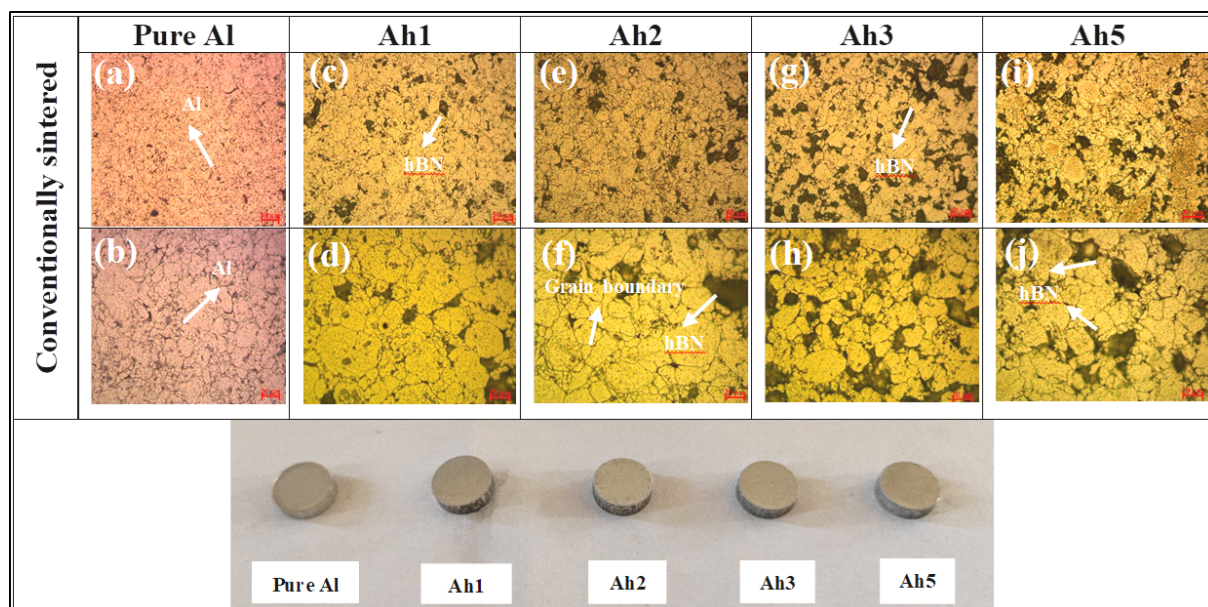 Pure Al
Ah1
Ah2
Ah3
Ah5
Conventionally sintered
(a)
Al
(c)
hBN
(e)
(g)
hBN
(i)
(b)
Al
(d)
(f)
Grain boundary
hBN
(h)
(j)
hBN
Pure Al
Ah1
Ah2
Ah3
Ah5